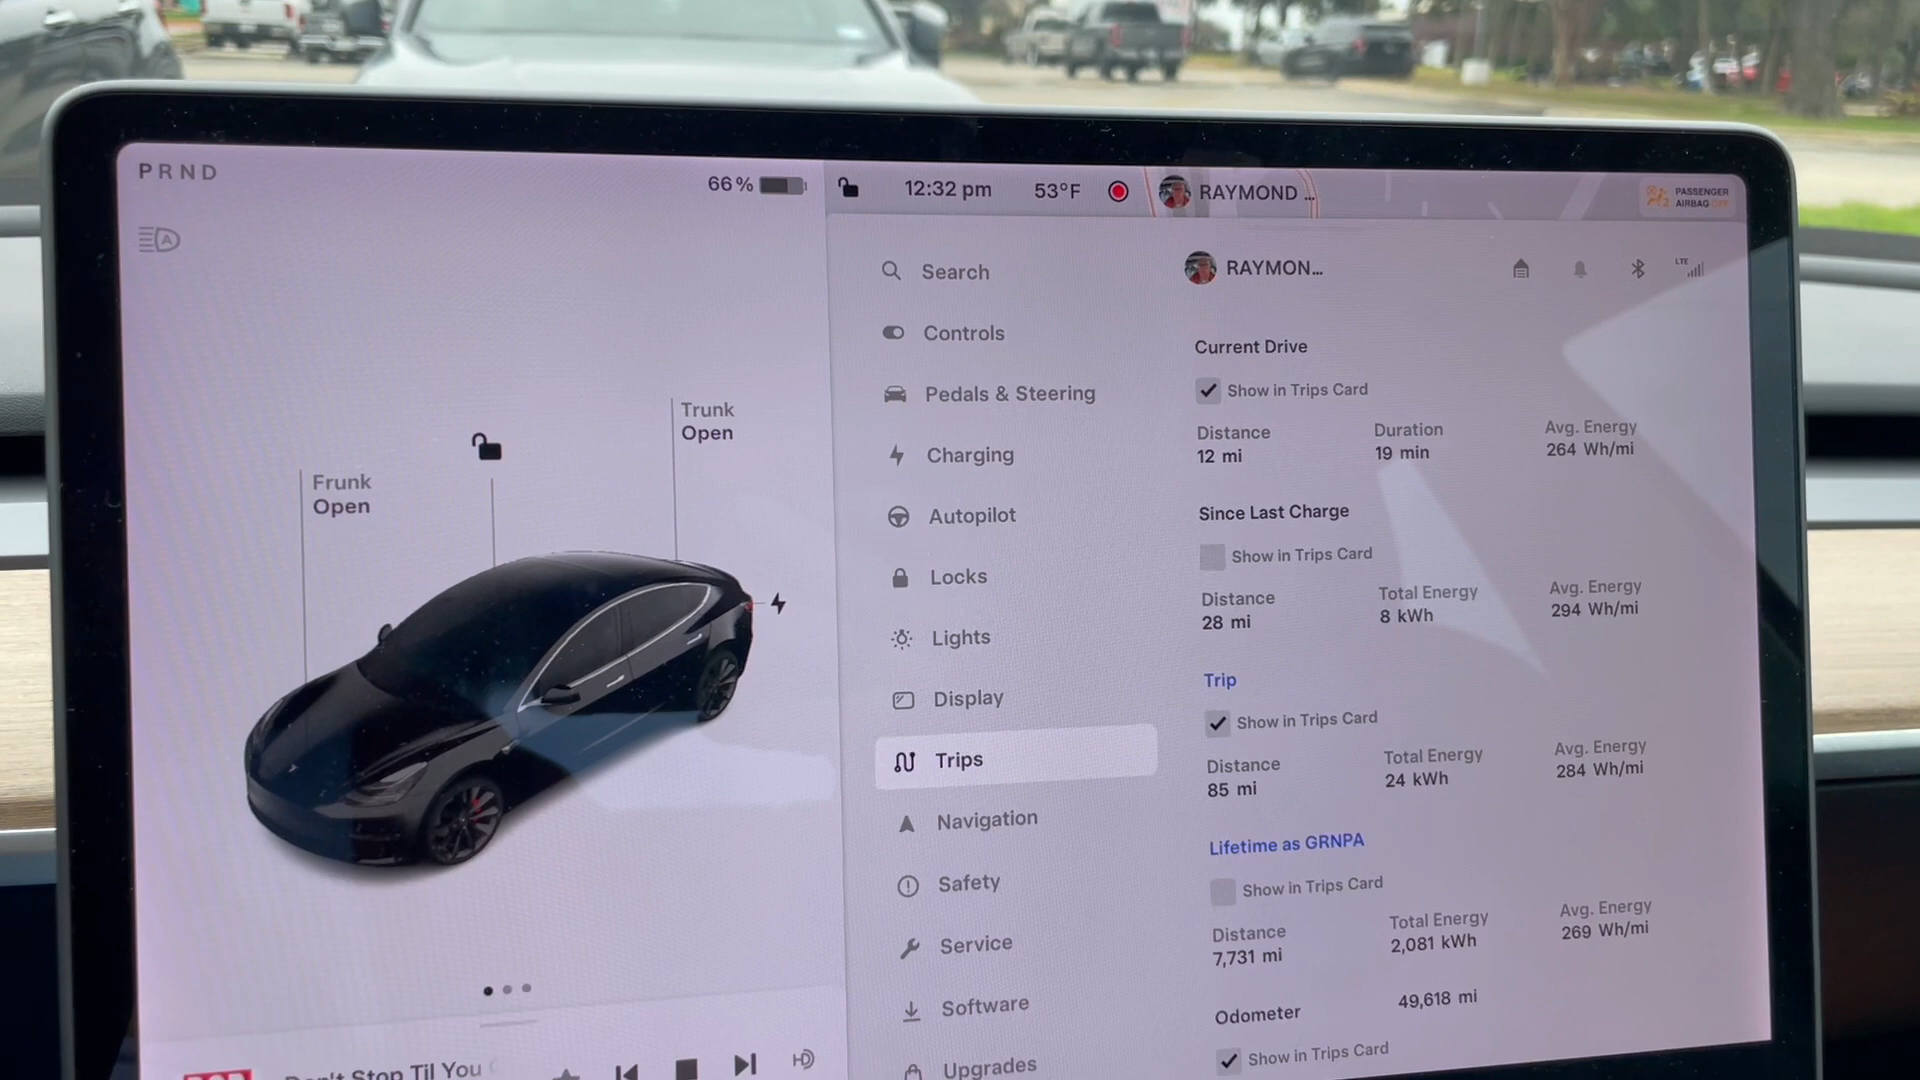 PRND
66%
12:32 pm
53°F
RAYMOND ...
PASSENGER
AIRBAG OFF
Trunk
Open
Frunk
Open
Search
Controls
Pedals & Steering
Charging
Autopilot
Locks
Lights
Display
Trips
Navigation
Safety
Service
Software
Upgrades
RAYMON...
LTE
Current Drive
Show in Trips Card
Distance
12 mi
Duration
19 min
Avg. Energy
264 Wh/mi
Since Last Charge
Show in Trips Card
Distance
28 mi
Total Energy
8 kWh
Avg. Energy
294 Wh/mi
Trip
Show in Trips Card
Distance
85 mi
Total Energy
24 kWh
Avg. Energy
284 Wh/mi
Lifetime as GRNPA
Show in Trips Card
Distance
7,731 mi
Total Energy
2,081 kWh
Avg. Energy
269 Wh/mi
Odometer
49,618 mi
Show in Trips Card
Don't Stop Til You
HD